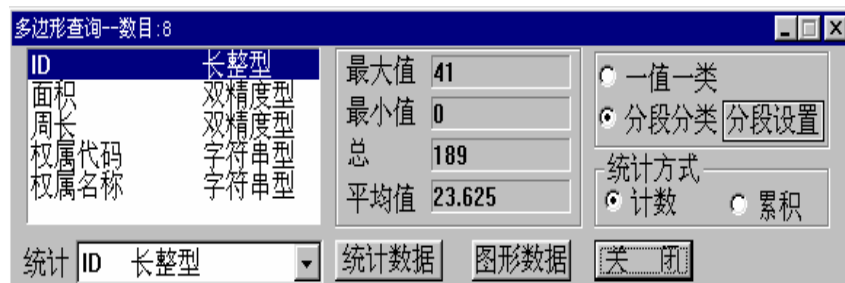 多边形查询--数目:8
ID 长整型
面积 双精度型
周长 双精度型
权属代码 字符串型
权属名称 字符串型
最大值 41
最小值 0
总 189
平均值 23.625
一值一类
分段分类 分段设置
统计方式
计数 累积
统计 ID 长整型 统计数据 图形数据 关 闭